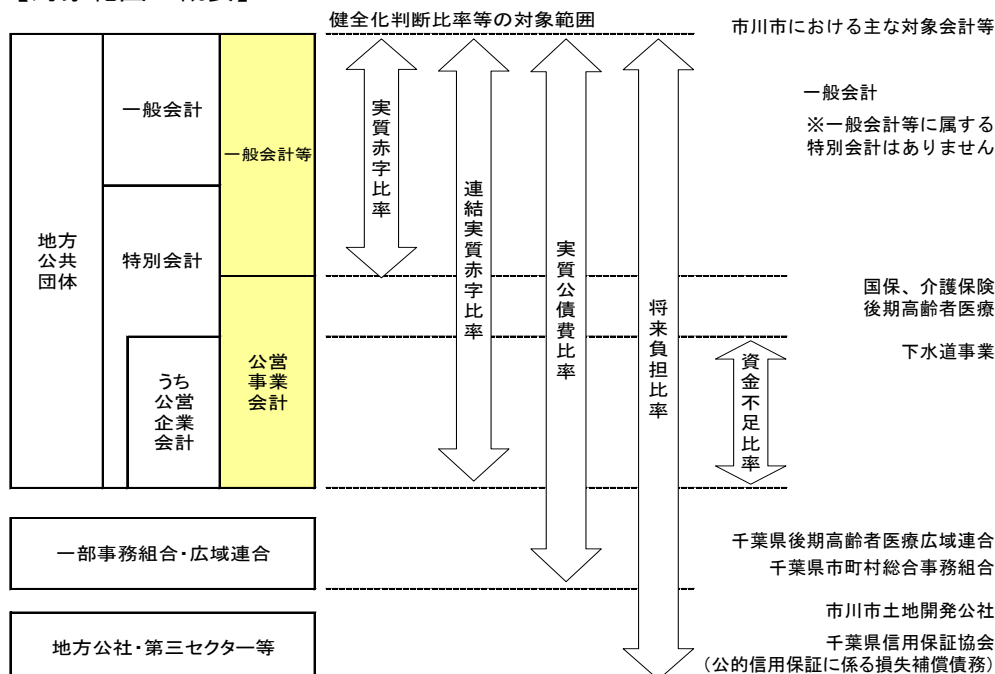 健全化判断比率等の対象範囲
市川市における主な対象会計等
地方
公共
団体
一般会計
特別会計
うち
公営
企業
会計
一般会計等
公営
事業
会計
実質赤字比率
連結実質赤字比率
実質公債費比率
将来負担比率
資金不足比率
一般会計
※一般会計等に属する
特別会計はありません
国保、介護保険
後期高齢者医療
下水道事業
一部事務組合・広域連合
千葉県後期高齢者医療広域連合
千葉県市町村総合事務組合
地方公社・第三セクター等
市川市土地開発公社
千葉県信用保証協会
（公的信用保証に係る損失補償債務）